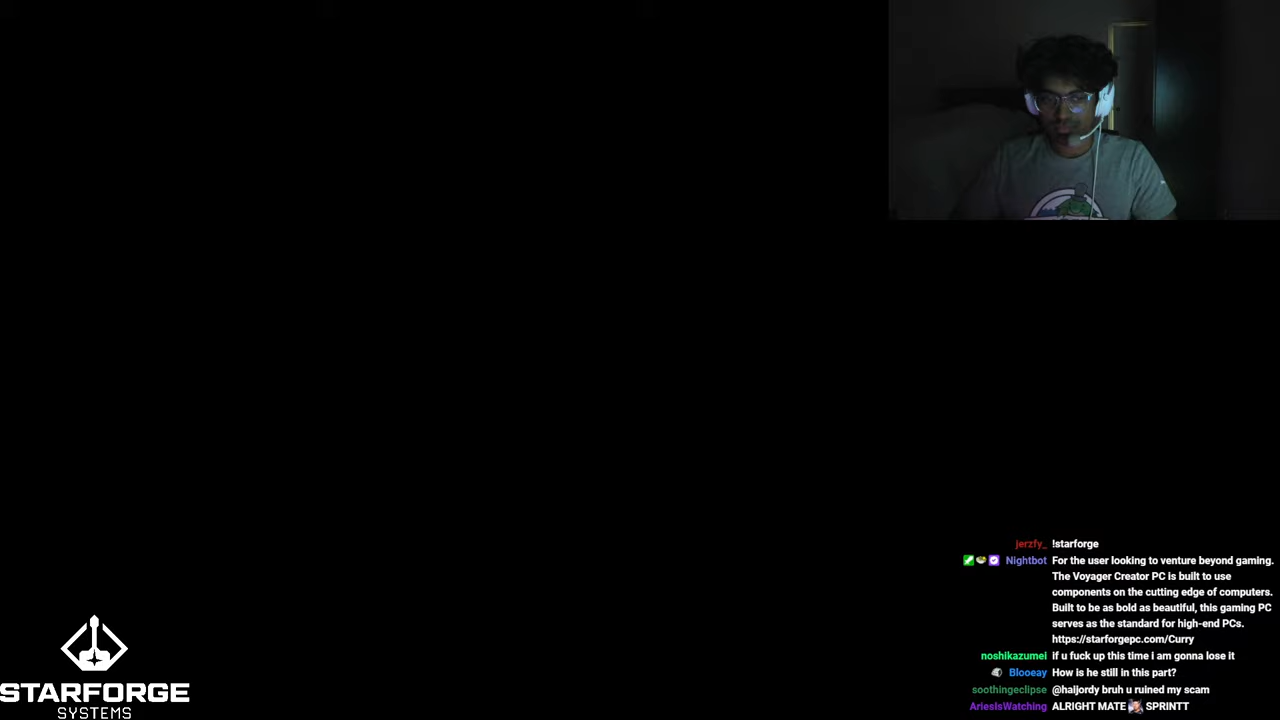 jerzfy_ !starforge
Nightbot For the user looking to venture beyond gaming.
The Voyager Creator PC is built to use
components on the cutting edge of computers.
Built to be as bold as beautiful, this gaming PC
serves as the standard for high-end PCs.
https://starforgepc.com/Curry
noshikazumei if u fuck up this time i am gonna lose it
Blooeay How is he still in this part?
soothingeclipse @haljordy bruh u ruined my scam
AriesIsWatching ALRIGHT MATE SPRINTT
STARFORGE
SYSTEMS